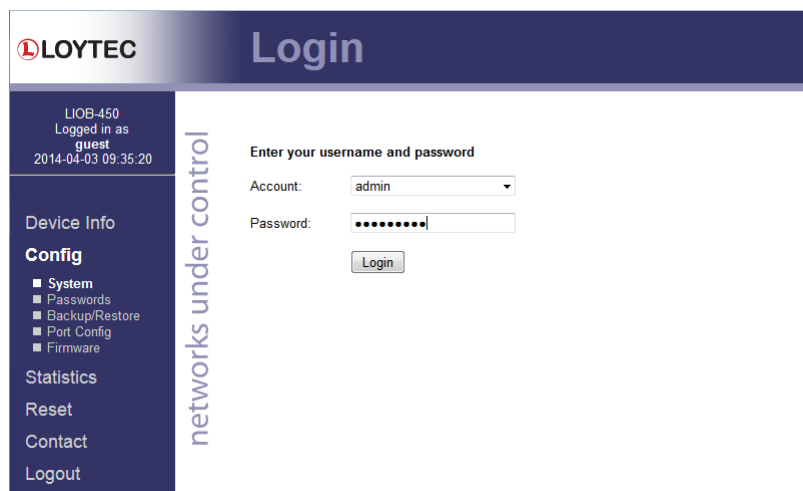 LOYTEC
Login
LIOB-450
Logged in as
guest
2014-04-03 09:35:20
Device Info
Config
System
Passwords
Backup/Restore
Port Config
Firmware
Statistics
Reset
Contact
Logout
networks under control
Enter your username and password
Account: admin
Password: •••••••••
Login